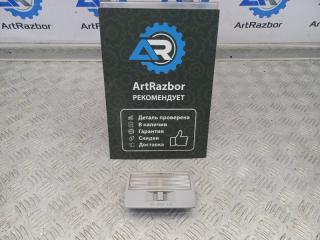 ArtRazbor
ArtRazbor
AR
ArtRazbor
РЕКОМЕНДУЕТ
Деталь проверена
В наличии
Гарантия
Скидки
Доставка